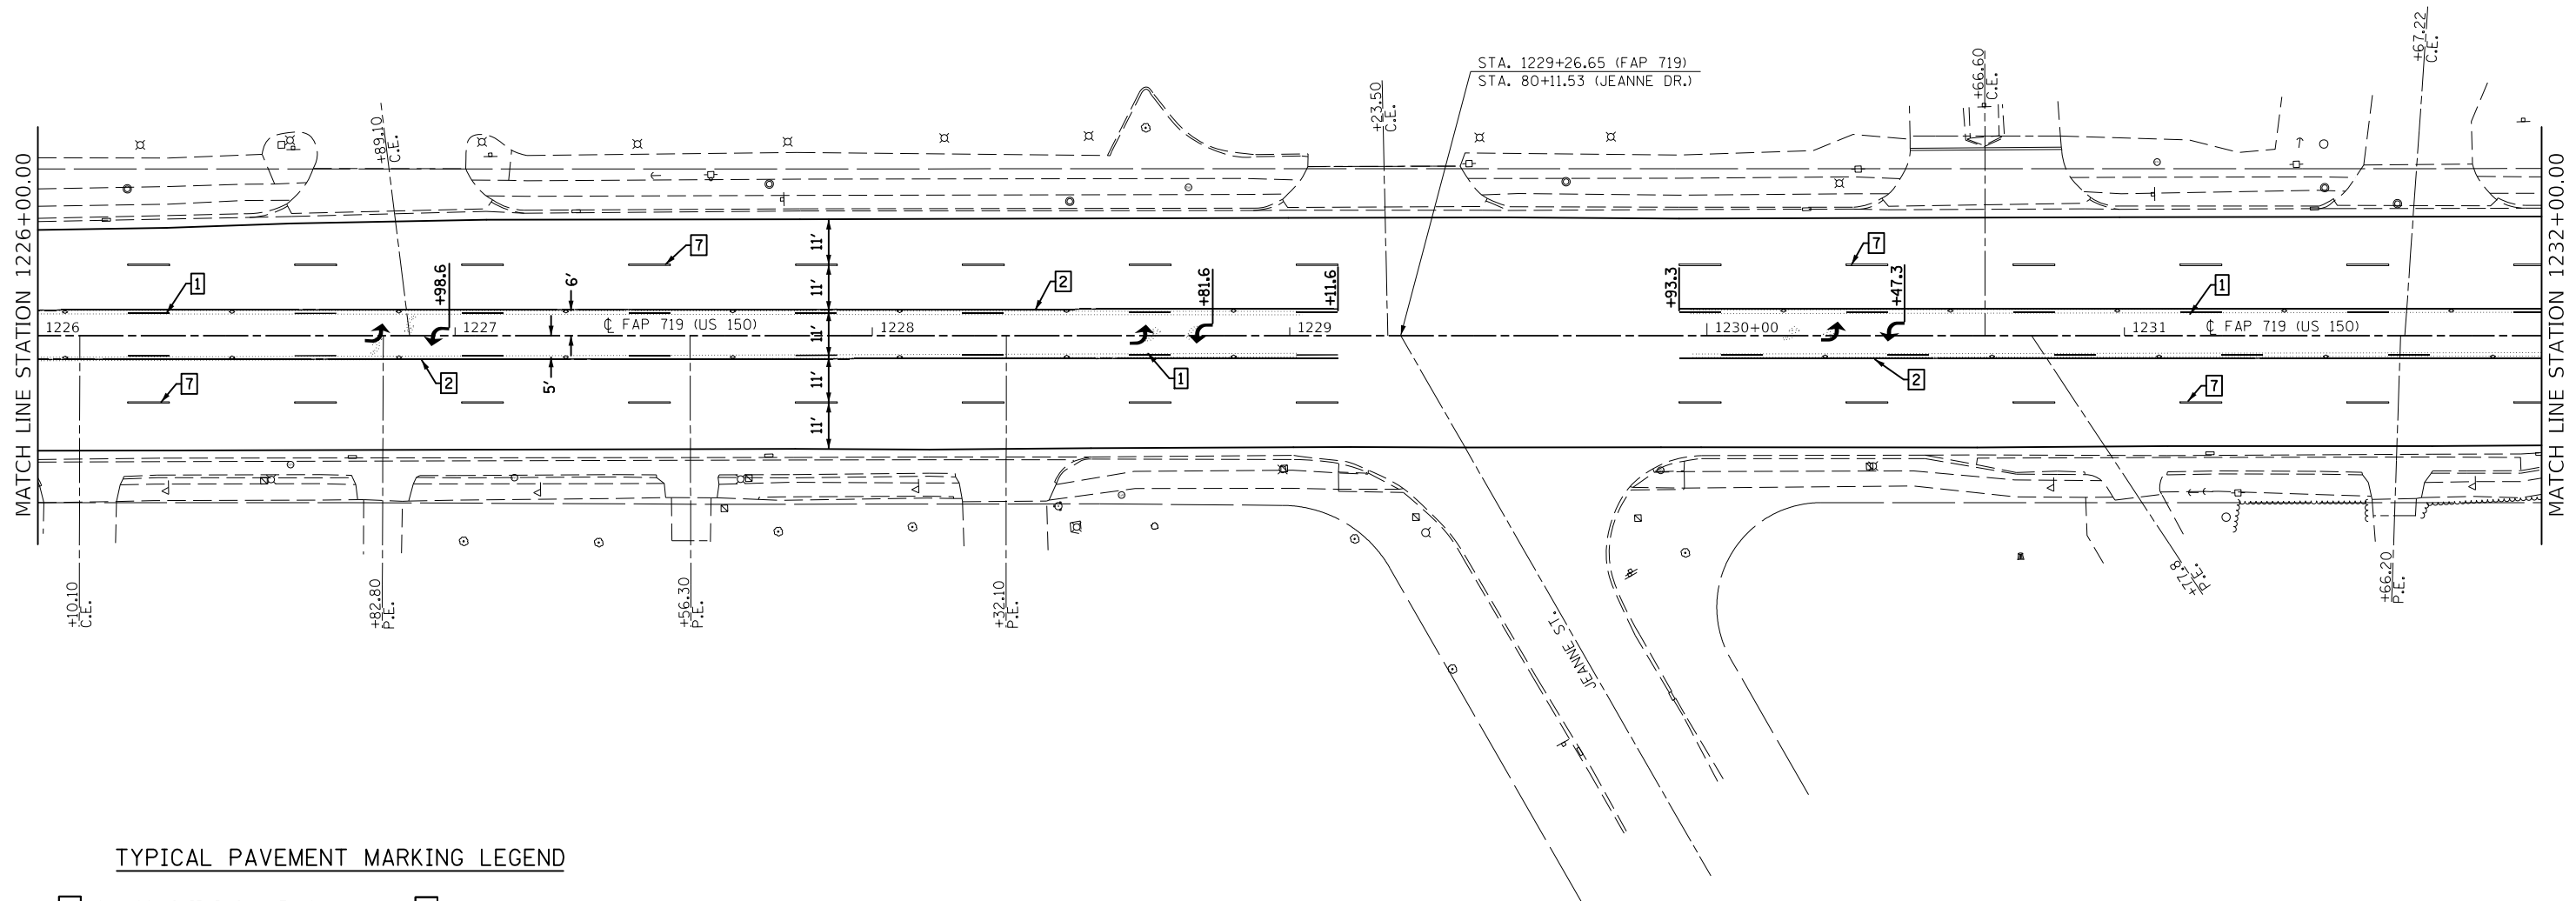 +67.22
C.E.
STA. 1229+26.65 (FAP 719)
STA. 80+11.53 (JEANNE DR.)
+66.60
C.E.
+23.50
C.E.
+89.10
C.E.
MATCH LINE STATION 1226+00.00
MATCH LINE STATION 1232+00.00
7
7
11'
1
+98.6
6'
11'
2
+81.6
+11.6
+93.3
+47.3
1
1226
1227
℄ FAP 719 (US 150)
11'
1228
1229
1230+00
1231
℄ FAP 719 (US 150)
7
2
5'
11'
1
2
7
11'
+10.10
C.E.
+82.80
P.E.
+56.30
P.E.
+32.10
P.E.
+77.8
P.E.
+66.20
P.E.
JEANNE ST.
TYPICAL PAVEMENT MARKING LEGEND